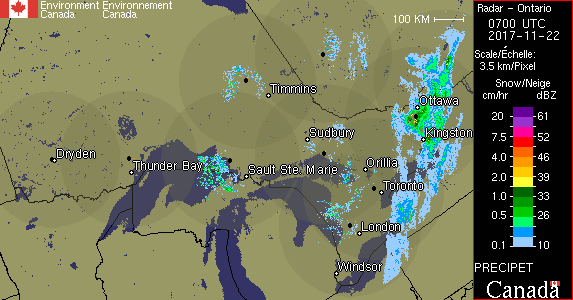 Environment Environnement
Canada Canada
100 KM
Timmins
Ottawa
Sudbury
Kingston
Dryden
Thunder Bay
Sault Ste. Marie
Orillia
Toronto
London
Windsor
Radar - Ontario
0700 UTC
2017-11-22
Scale/Échelle:
3.5 km/Pixel
Snow/Neige
cm/hr dBZ
20 61
7.5 52
4.0 46
2.0 39
1.0 33
0.5 26
0.1 10
PRECIPET
Canada